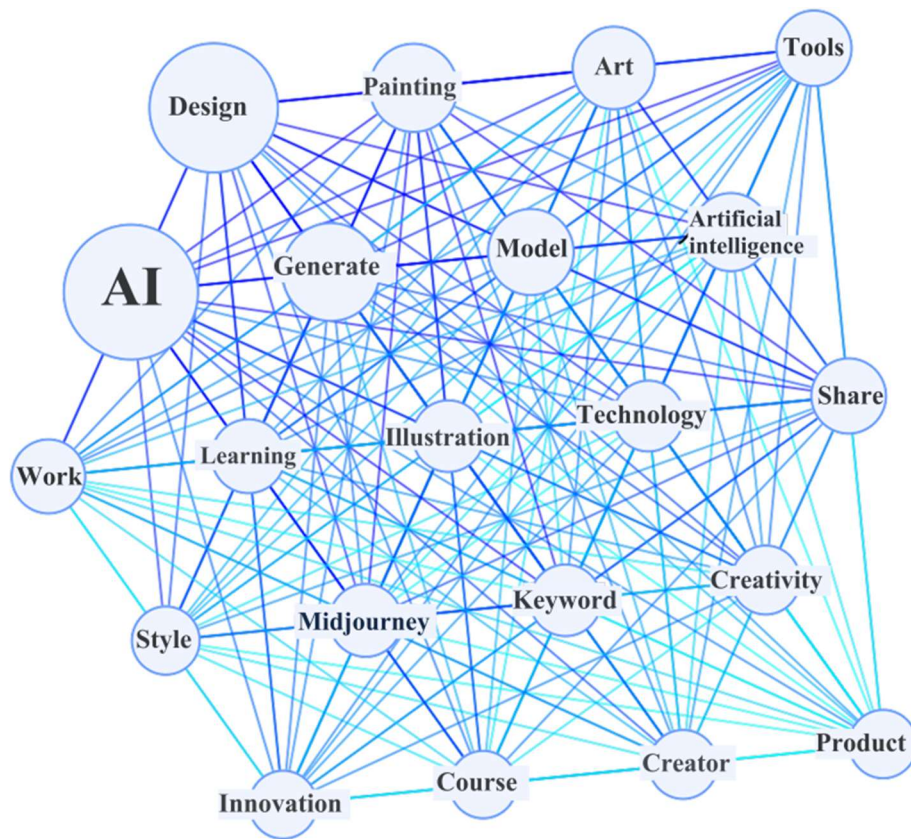 Tools
Art
Painting
Design
Artificial
intelligence
Model
Generate
AI
Share
Technology
Illustration
Learning
Work
Creativity
Keyword
Midjourney
Style
Product
Creator
Course
Innovation